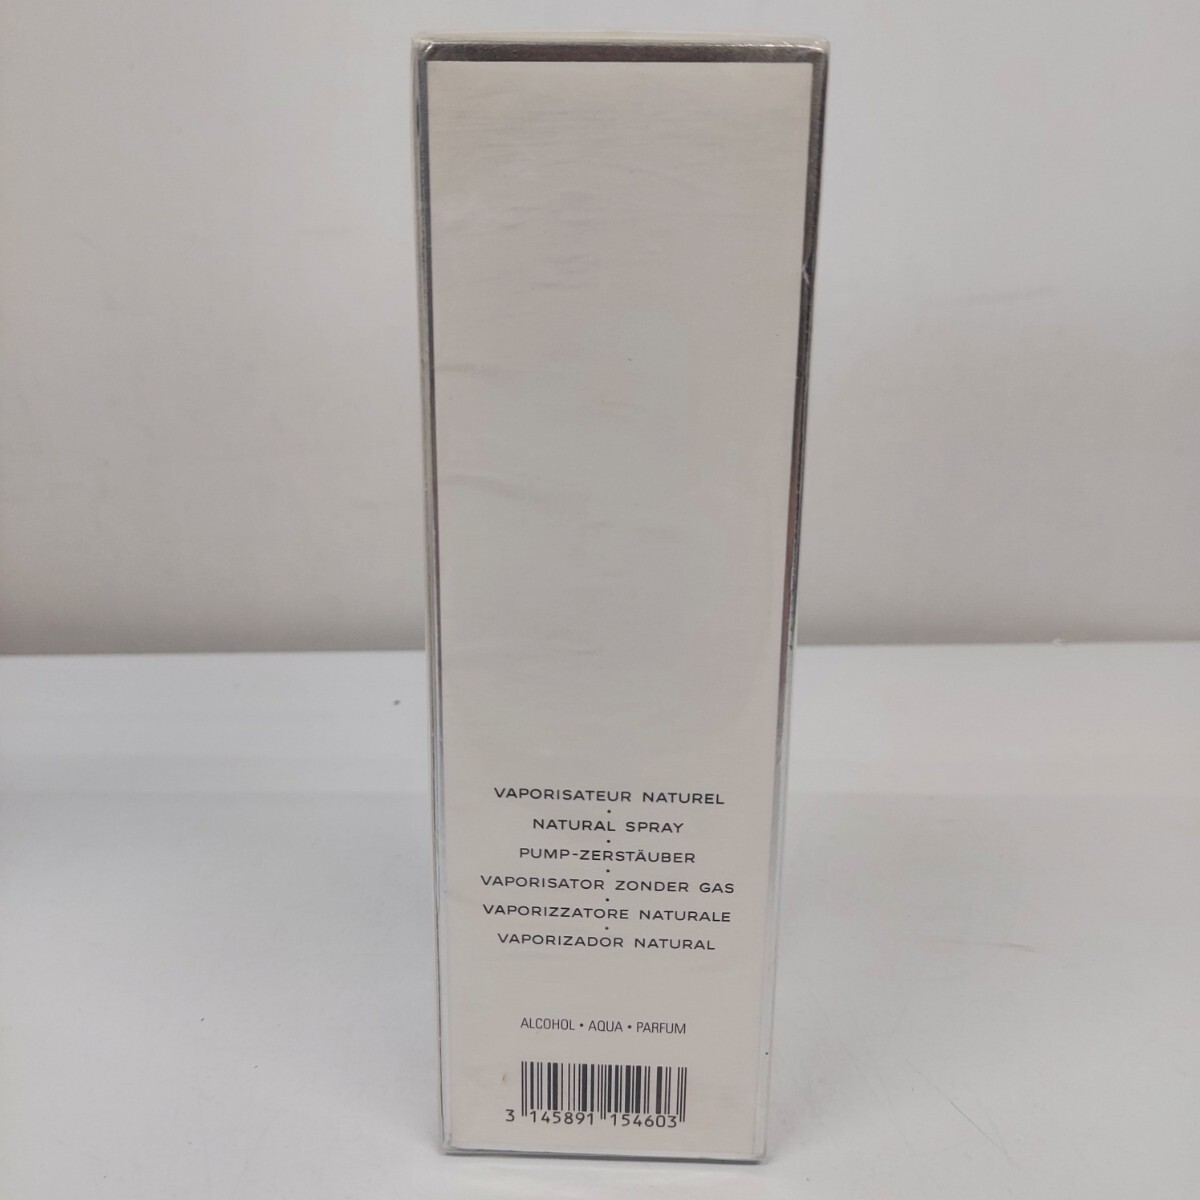 VAPORISATEUR NATUREL
•
NATURAL SPRAY
•
PUMP-ZERSTÄUBER
•
VAPORISATOR ZONDER GAS
•
VAPORIZZATORE NATURALE
•
VAPORIZADOR NATURAL
ALCOHOL • AQUA • PARFUM
3 145891 154603